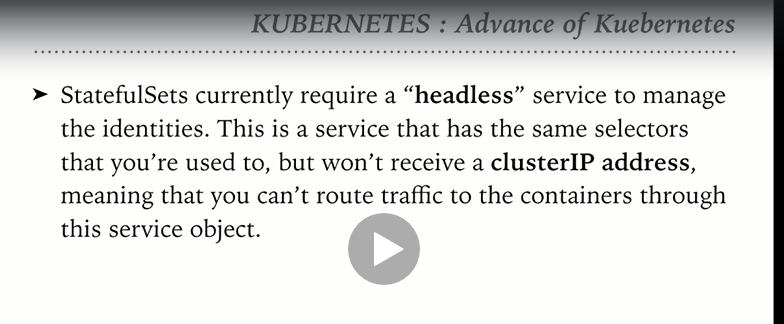 KUBERNETES : Advance of Kuebernetes
➤ StatefulSets currently require a “headless” service to manage
the identities. This is a service that has the same selectors
that you’re used to, but won’t receive a clusterIP address,
meaning that you can’t route traffic to the containers through
this service object.